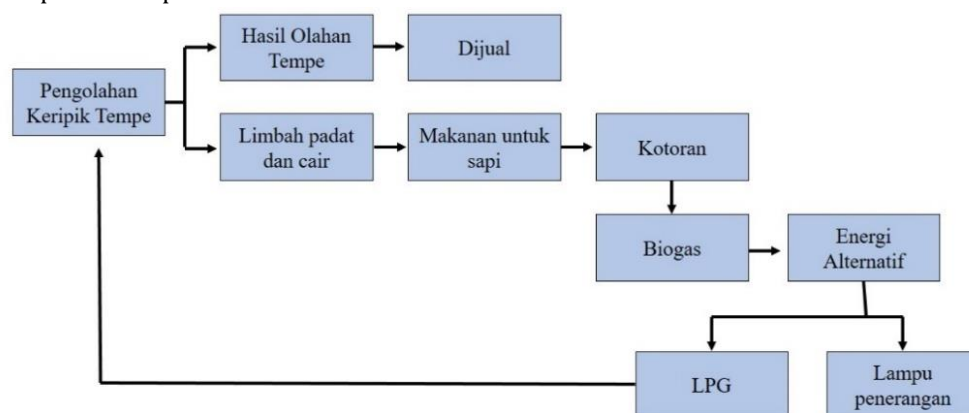 Hasil Olahan
Tempe
Dijual
Pengolahan
Keripik Tempe
Limbah padat
dan cair
Makanan untuk
sapi
Kotoran
Biogas
Energi
Alternatif
LPG
Lampu
penerangan